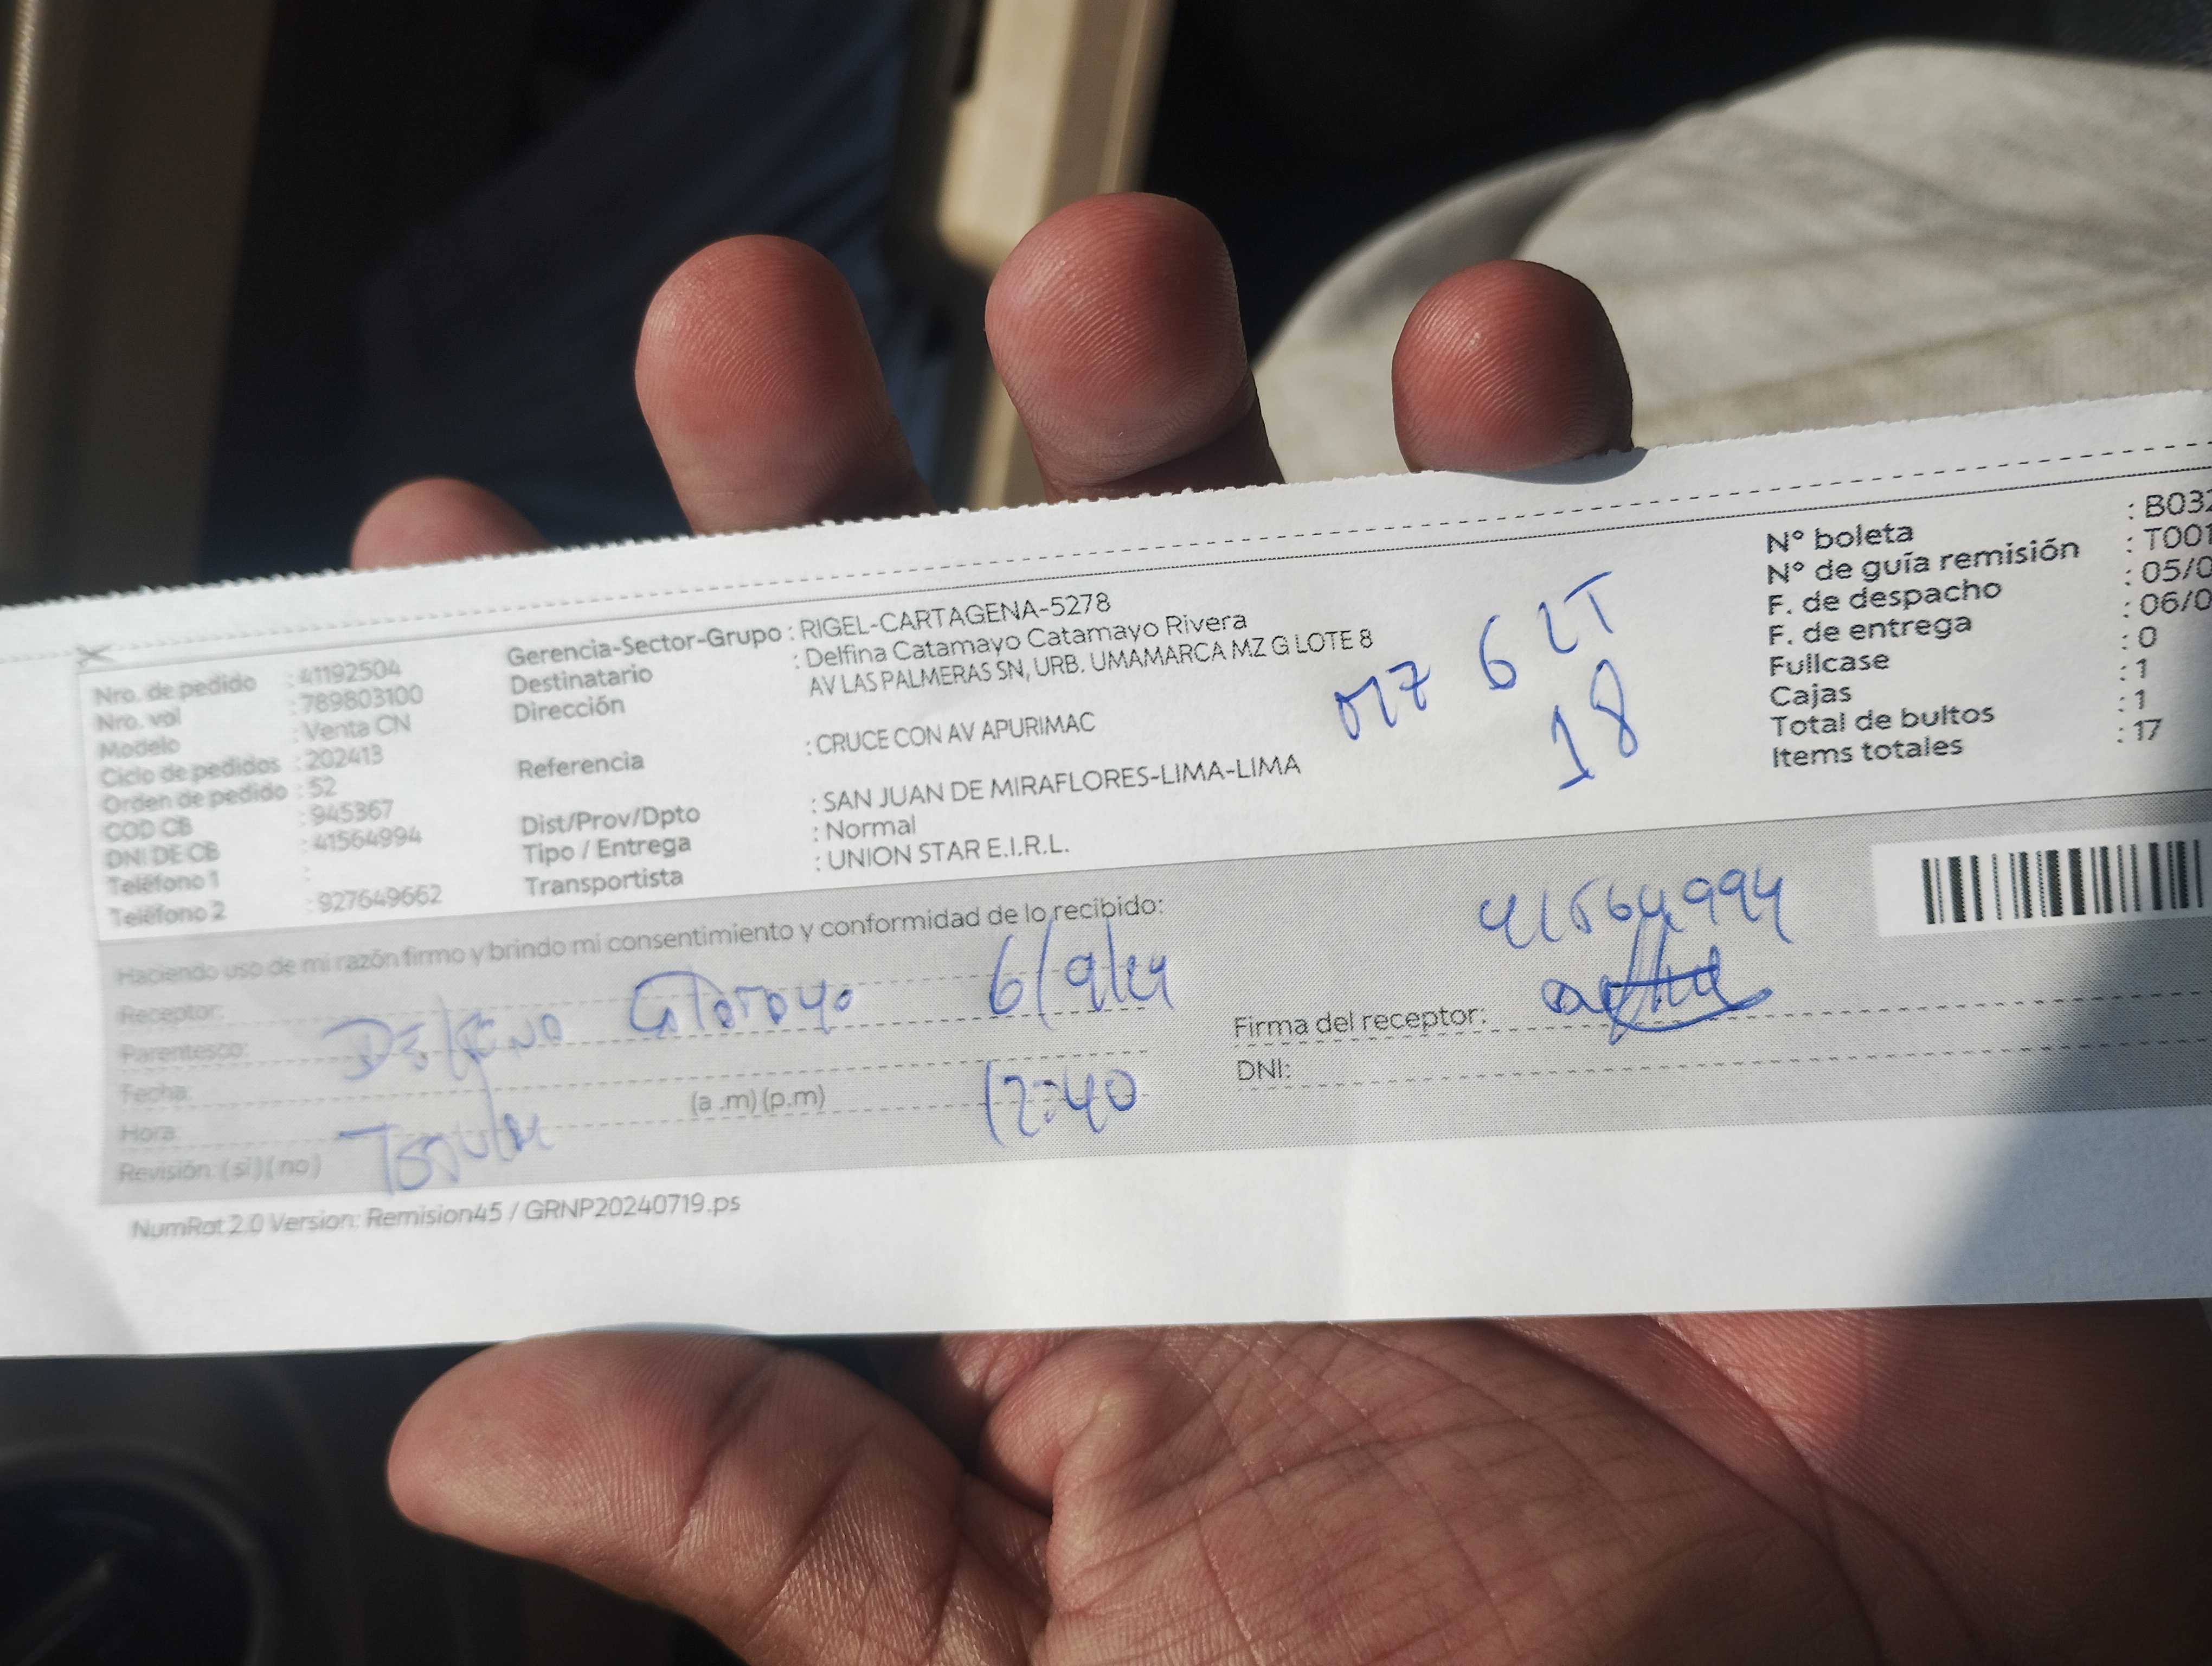 Nro. de pedido : 41192504
Nro. vol : 789803100
Modelo : Venta CN
Ciclo de pedidos : 202413
Orden de pedido : 52
COD CB : 945367
DNI DE CB : 41564994
Teléfono 1 :
Teléfono 2 : 927649662
Gerencia-Sector-Grupo : RIGEL-CARTAGENA-5278
Destinatario : Delfina Catamayo Catamayo Rivera
Dirección AV LAS PALMERAS SN, URB. UMAMARCA MZ G LOTE 8
Referencia : CRUCE CON AV APURIMAC
Dist/Prov/Dpto : SAN JUAN DE MIRAFLORES-LIMA-LIMA
Tipo / Entrega : Normal
Transportista : UNION STAR E.I.R.L.
MZ G LT
18
N° boleta : B032
N° de guía remisión : T001
F. de despacho : 05/0
F. de entrega : 06/0
Fullcase : 0
Cajas : 1
Total de bultos : 1
Items totales : 17
Haciendo uso de mi razón firmo y brindo mi consentimiento y conformidad de lo recibido:
Receptor:
Parentesco:
Fecha:
Hora: (a .m) (p.m)
Revisión: (si) (no)
Delfina Catamayo 6/9/24
Titular 12:40
41564994
Firma del receptor:
DNI:
NumRot 2.0 Version: Remision45 / GRNP20240719.ps